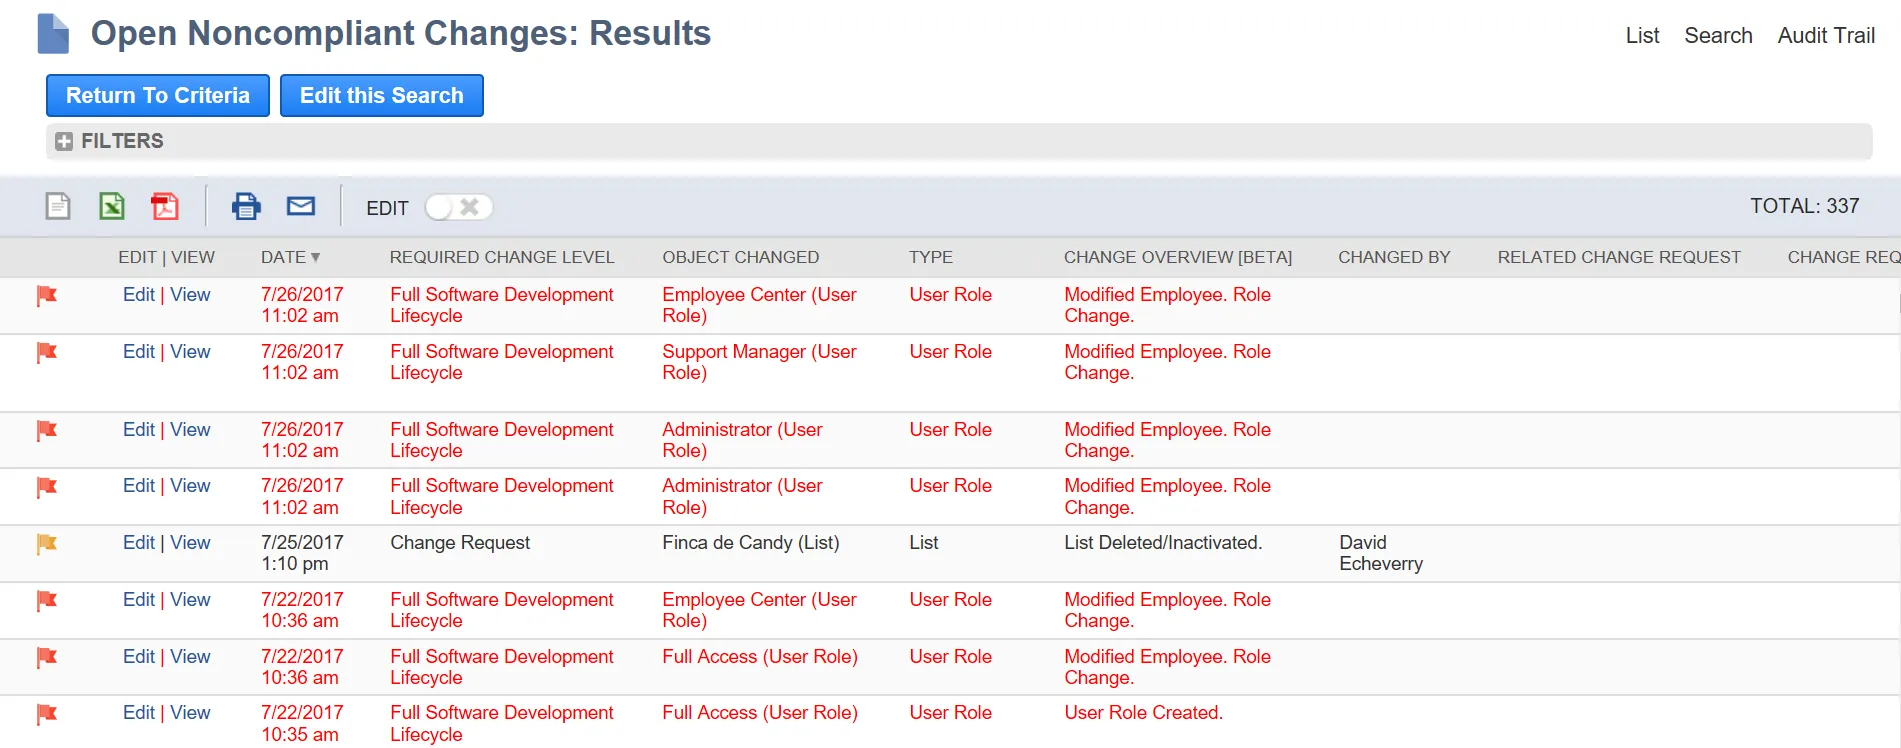 Open Noncompliant Changes: Results
List Search Audit Trail
Return To Criteria Edit this Search
FILTERS
EDIT TOTAL: 337
EDIT | VIEW DATE ▼ REQUIRED CHANGE LEVEL OBJECT CHANGED TYPE CHANGE OVERVIEW [BETA] CHANGED BY RELATED CHANGE REQUEST CHANGE REQ
Edit | View 7/26/2017 Full Software Development Employee Center (User User Role Modified Employee. Role
11:02 am Lifecycle Role) Change.
Edit | View 7/26/2017 Full Software Development Support Manager (User User Role Modified Employee. Role
11:02 am Lifecycle Role) Change.
Edit | View 7/26/2017 Full Software Development Administrator (User User Role Modified Employee. Role
11:02 am Lifecycle Role) Change.
Edit | View 7/26/2017 Full Software Development Administrator (User User Role Modified Employee. Role
11:02 am Lifecycle Role) Change.
Edit | View 7/25/2017 Change Request Finca de Candy (List) List List Deleted/Inactivated. David
1:10 pm Echeverry
Edit | View 7/22/2017 Full Software Development Employee Center (User User Role Modified Employee. Role
10:36 am Lifecycle Role) Change.
Edit | View 7/22/2017 Full Software Development Full Access (User Role) User Role Modified Employee. Role
10:36 am Lifecycle Change.
Edit | View 7/22/2017 Full Software Development Full Access (User Role) User Role User Role Created.
10:35 am Lifecycle